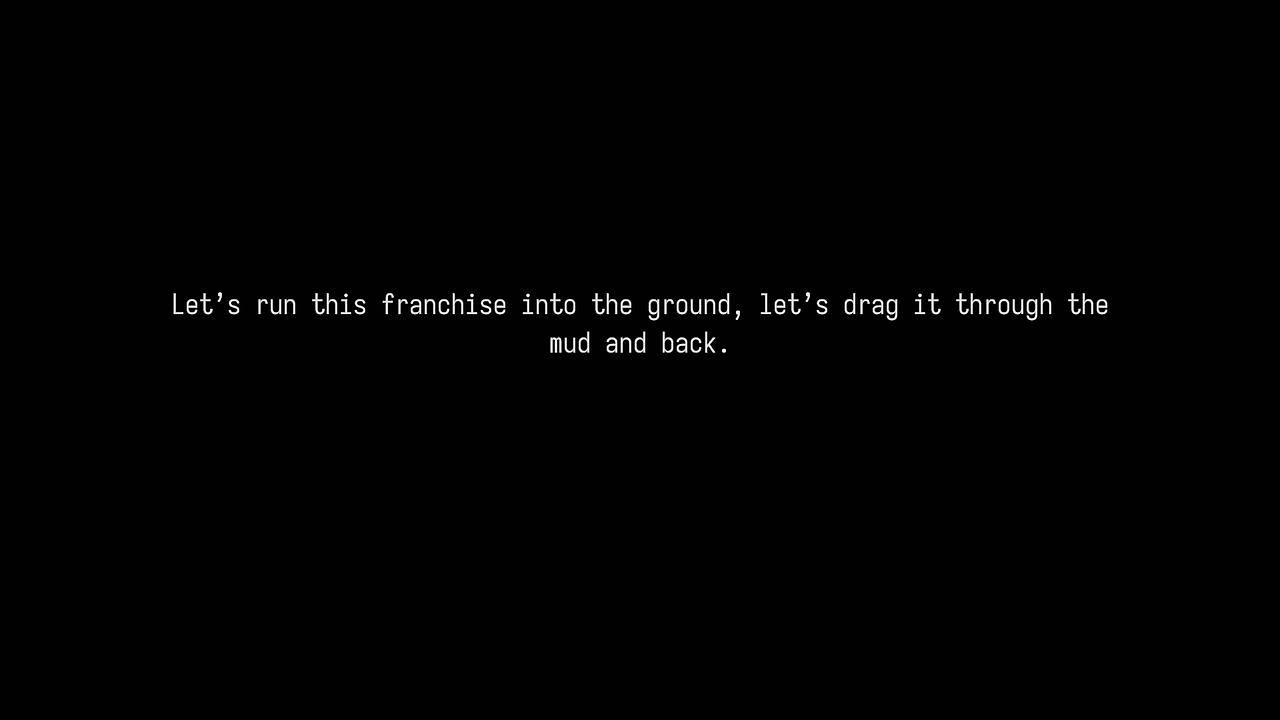 Let’s run this franchise into the ground, let’s drag it through the
mud and back.